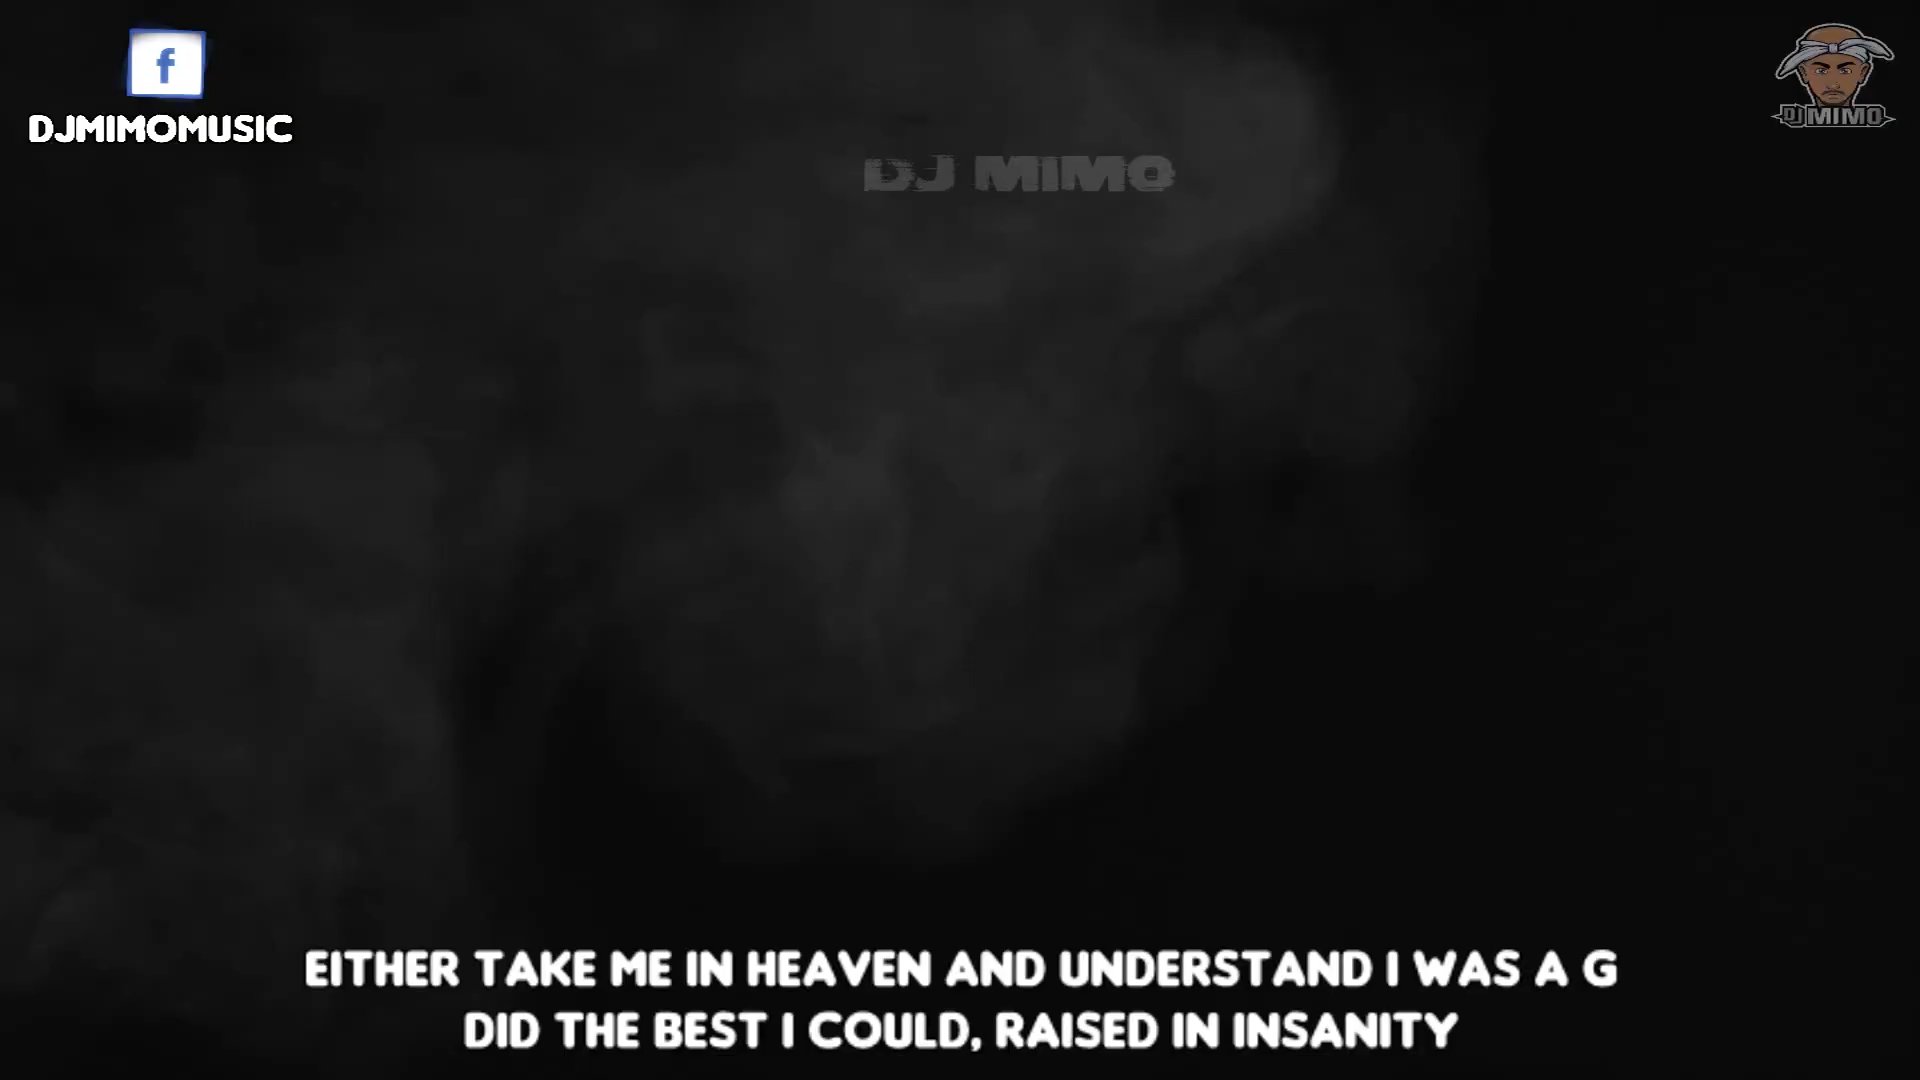 f
DJMIMOMUSIC
DJ MIMO
DJ MIMO
EITHER TAKE ME IN HEAVEN AND UNDERSTAND I WAS A G
DID THE BEST I COULD, RAISED IN INSANITY